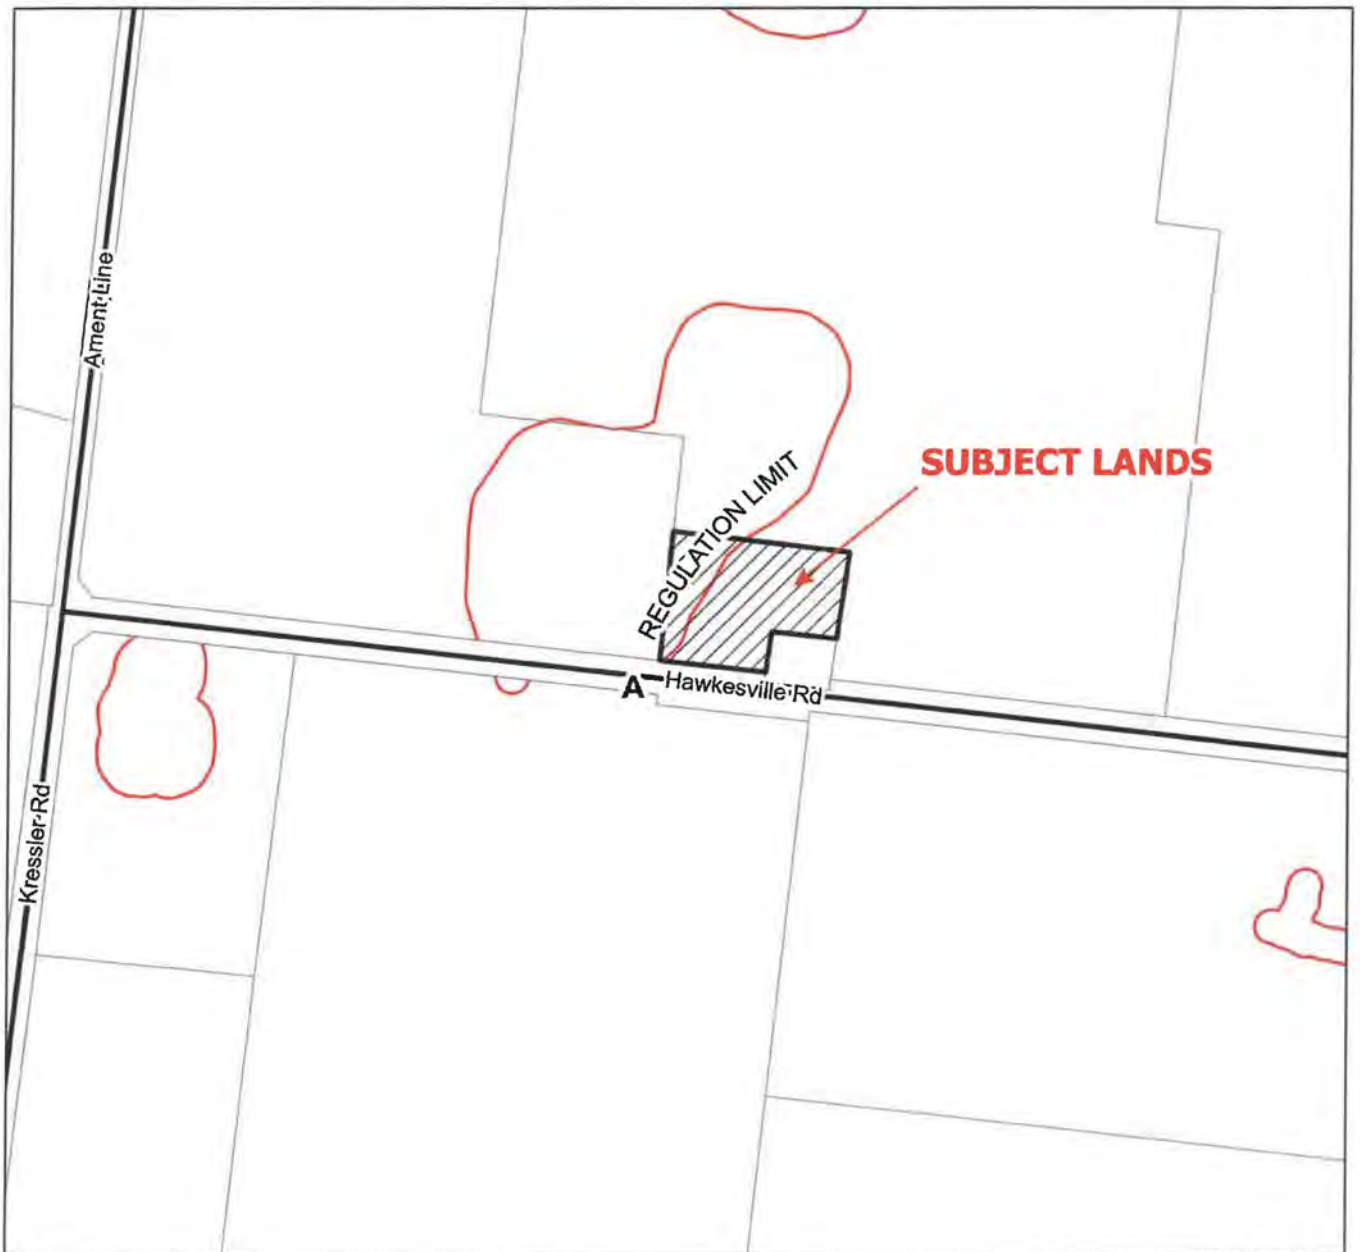 Ament Line
SUBJECT LANDS
REGULATION LIMIT
A
Hawkesville Rd
Kressler Rd